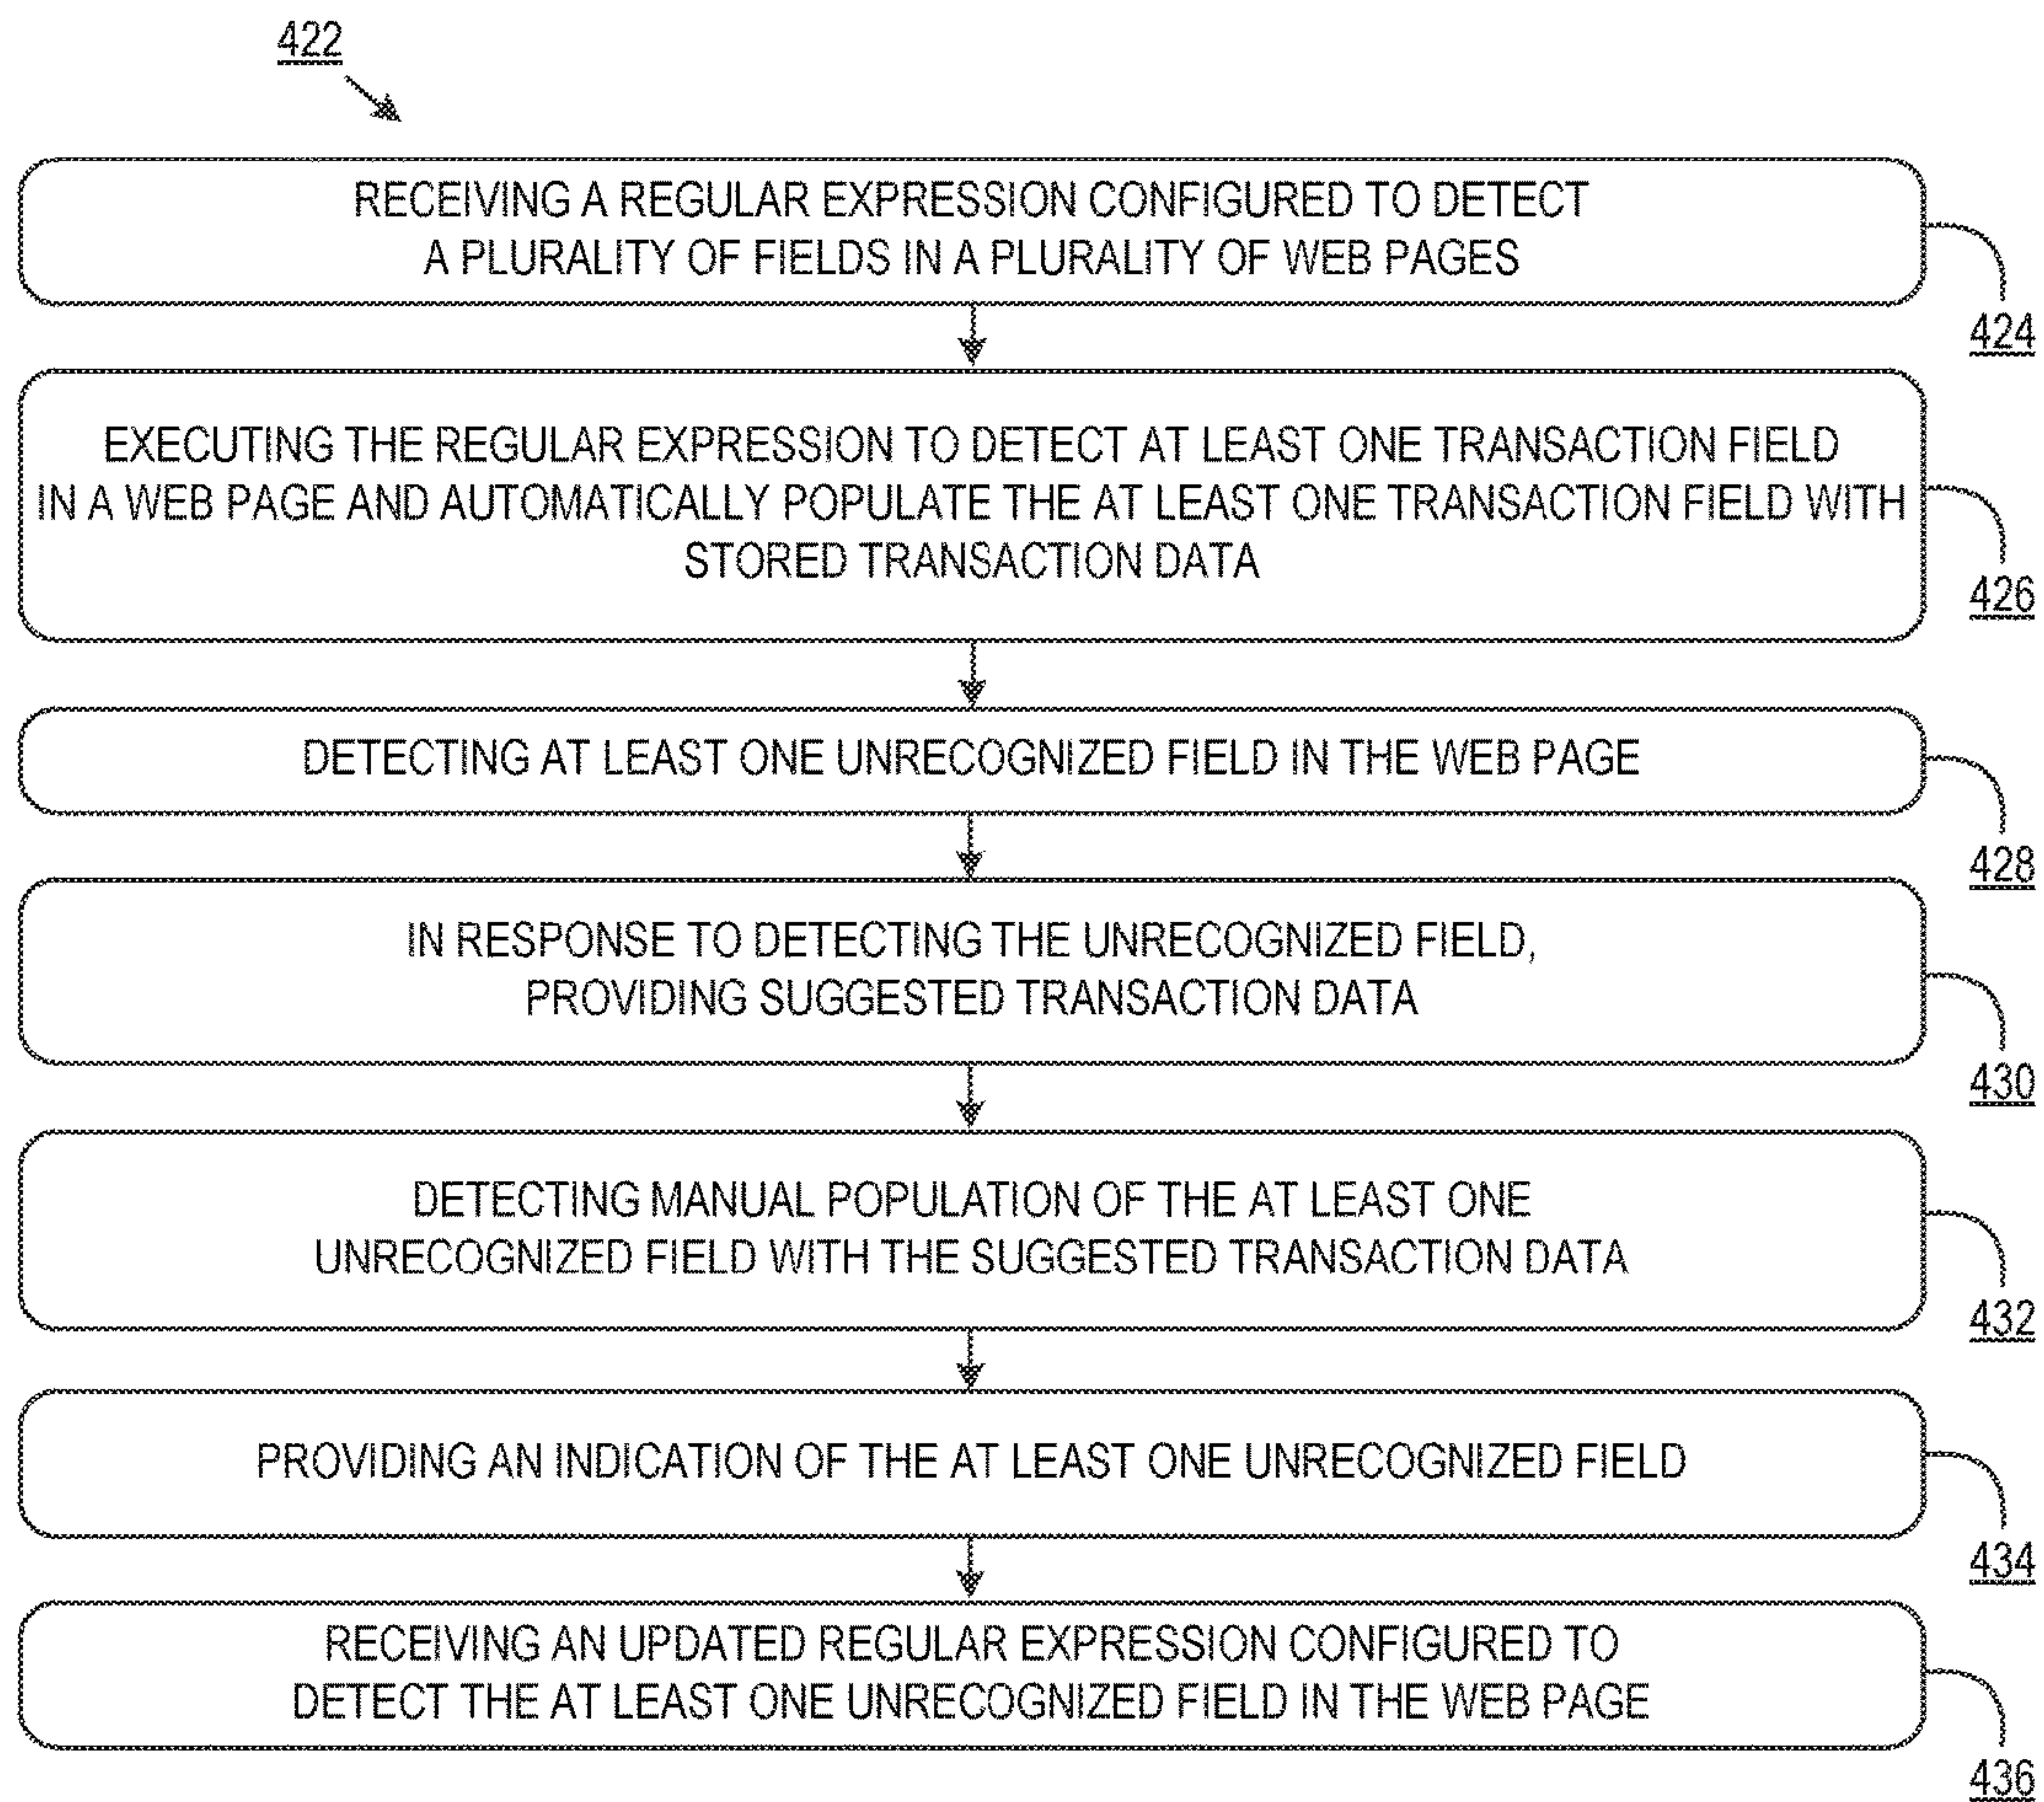 422
RECEIVING A REGULAR EXPRESSION CONFIGURED TO DETECT
A PLURALITY OF FIELDS IN A PLURALITY OF WEB PAGES
424
EXECUTING THE REGULAR EXPRESSION TO DETECT AT LEAST ONE TRANSACTION FIELD
IN A WEB PAGE AND AUTOMATICALLY POPULATE THE AT LEAST ONE TRANSACTION FIELD WITH
STORED TRANSACTION DATA
426
DETECTING AT LEAST ONE UNRECOGNIZED FIELD IN THE WEB PAGE
428
IN RESPONSE TO DETECTING THE UNRECOGNIZED FIELD,
PROVIDING SUGGESTED TRANSACTION DATA
430
DETECTING MANUAL POPULATION OF THE AT LEAST ONE
UNRECOGNIZED FIELD WITH THE SUGGESTED TRANSACTION DATA
432
PROVIDING AN INDICATION OF THE AT LEAST ONE UNRECOGNIZED FIELD
434
RECEIVING AN UPDATED REGULAR EXPRESSION CONFIGURED TO
DETECT THE AT LEAST ONE UNRECOGNIZED FIELD IN THE WEB PAGE
436